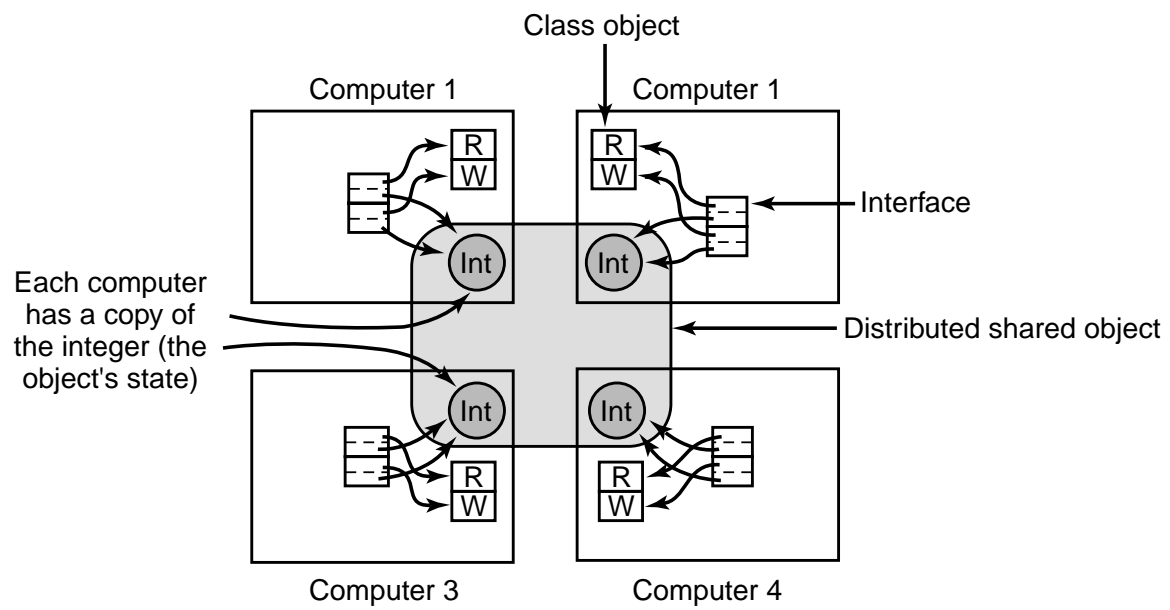 Class object
Computer 1
Computer 1
R
W
R
W
Interface
Int
Int
Each computer
has a copy of
the integer (the
object's state)
Distributed shared object
Int
Int
R
W
R
W
Computer 3
Computer 4